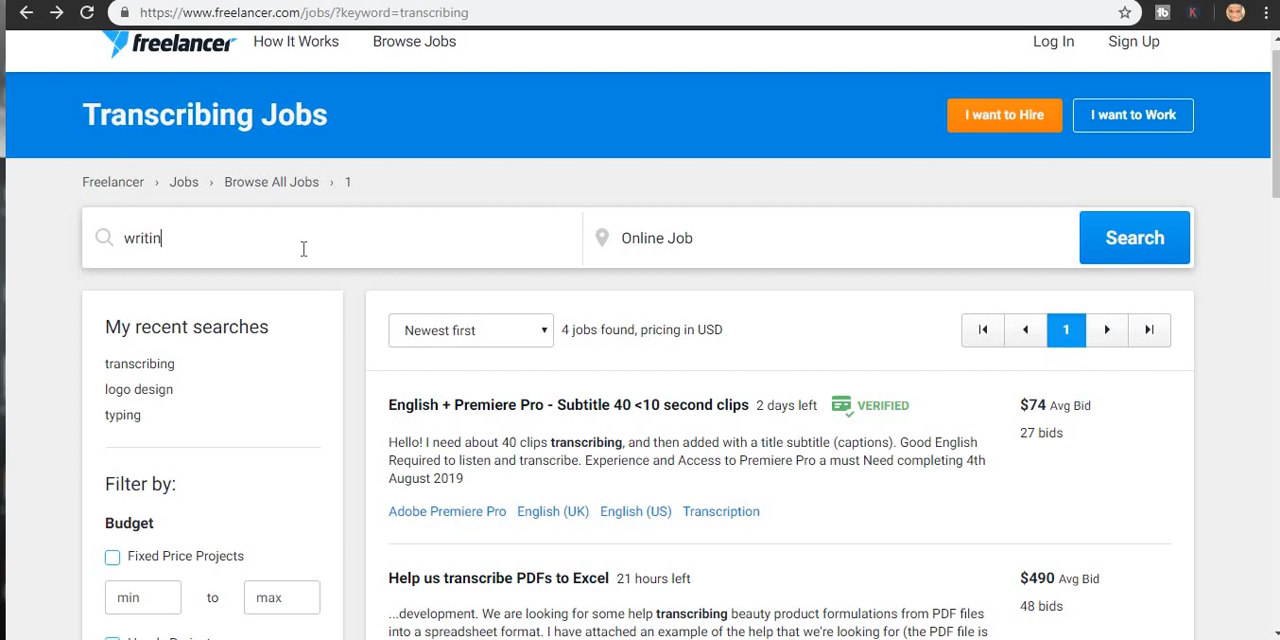 https://www.freelancer.com/jobs/?keyword=transcribing
tb K
freelancer How It Works Browse Jobs Log In Sign Up
Transcribing Jobs I want to Hire I want to Work
Freelancer › Jobs › Browse All Jobs › 1
writin Online Job Search
My recent searches
transcribing
logo design
typing
Filter by:
Budget
Fixed Price Projects
min to max
Newest first 4 jobs found, pricing in USD 1
English + Premiere Pro - Subtitle 40 <10 second clips 2 days left VERIFIED $74 Avg Bid
27 bids
Hello! I need about 40 clips transcribing, and then added with a title subtitle (captions). Good English
Required to listen and transcribe. Experience and Access to Premiere Pro a must Need completing 4th
August 2019
Adobe Premiere Pro English (UK) English (US) Transcription
Help us transcribe PDFs to Excel 21 hours left $490 Avg Bid
48 bids
...development. We are looking for some help transcribing beauty product formulations from PDF files
into a spreadsheet format. I have attached an example of the help that we're looking for (the PDF file is